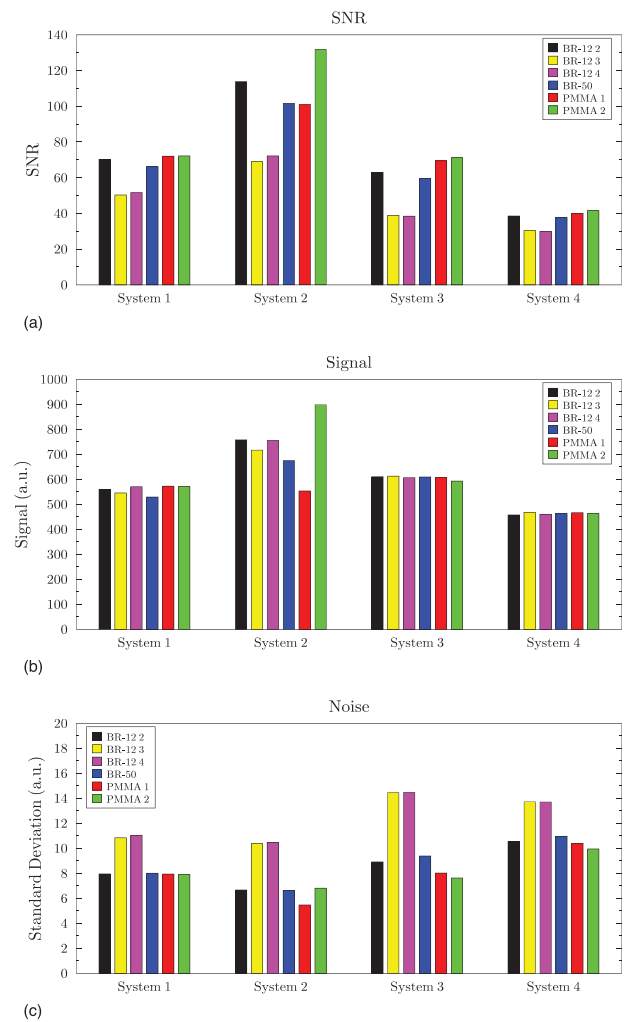 SNR
140
120
100
80
60
40
20
0
SNR
BR-12 2
BR-12 3
BR-12 4
BR-50
PMMA 1
PMMA 2
System 1 System 2 System 3 System 4
(a)
Signal
1000
900
800
700
600
500
400
300
200
100
0
Signal (a.u.)
BR-12 2
BR-12 3
BR-12 4
BR-50
PMMA 1
PMMA 2
System 1 System 2 System 3 System 4
(b)
Noise
20
18
16
14
12
10
8
6
4
2
0
Standard Deviation (a.u.)
BR-12 2
BR-12 3
BR-12 4
BR-50
PMMA 1
PMMA 2
System 1 System 2 System 3 System 4
(c)